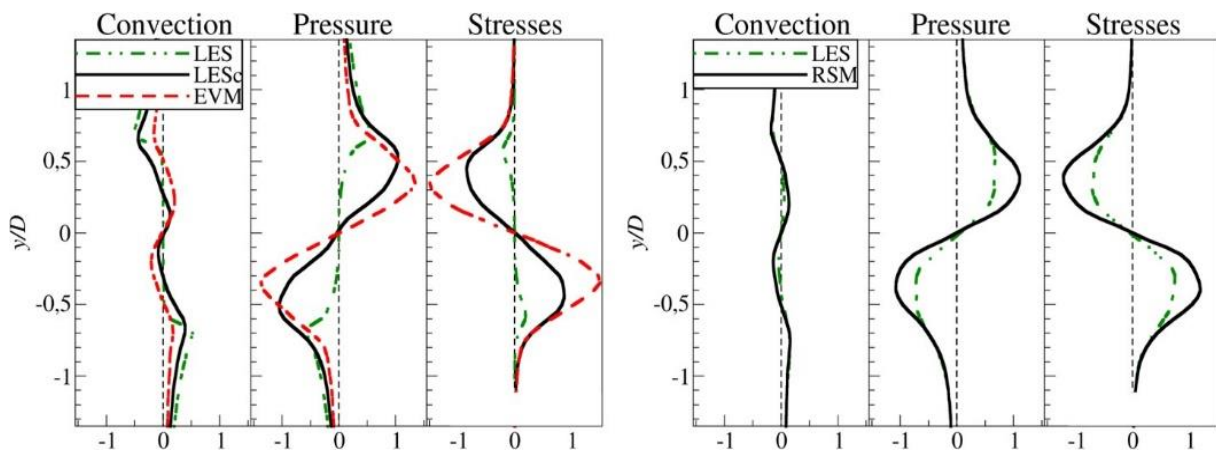 Convection Pressure Stresses
LES
LESc
EVM
1
0,5
0
-0,5
-1
y/D
-1 0 1 -1 0 1 -1 0 1
Convection Pressure Stresses
LES
RSM
1
0,5
0
-0,5
-1
y/D
-1 0 1 -1 0 1 -1 0 1